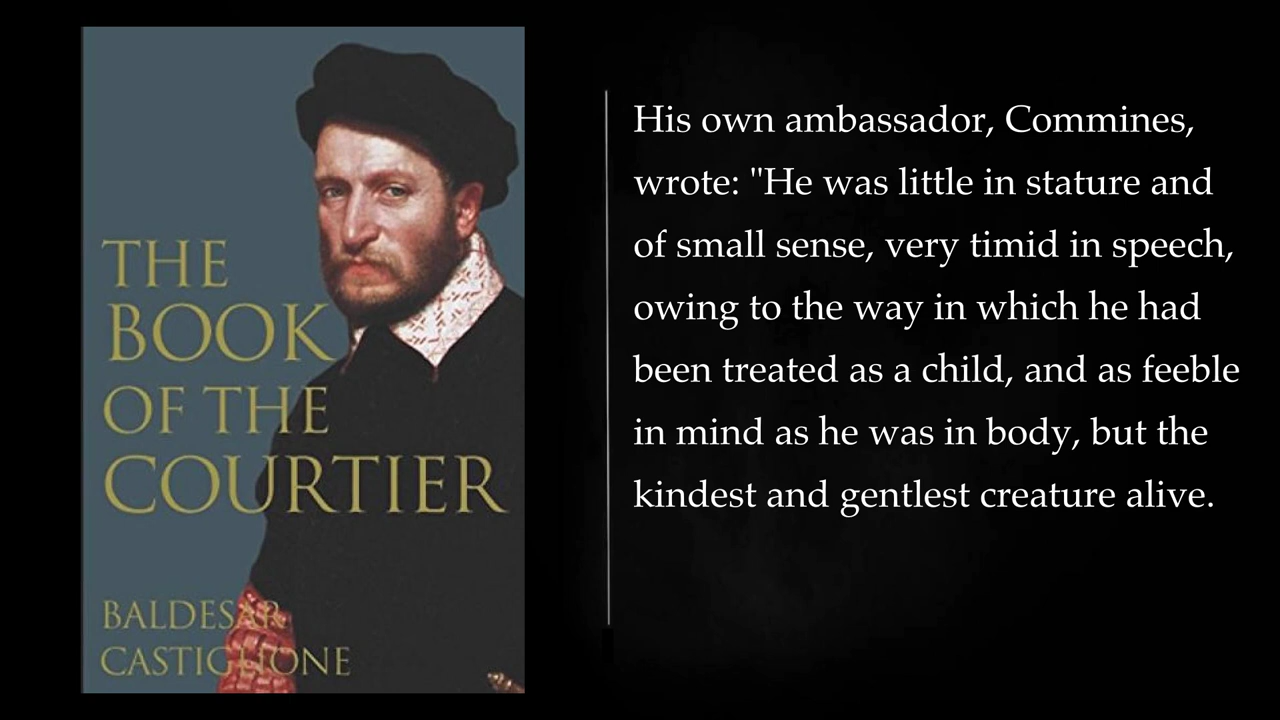 THE
BOOK
OF THE
COURTIER
BALDESAR
CASTIGLIONE
His own ambassador, Commines,
wrote: "He was little in stature and
of small sense, very timid in speech,
owing to the way in which he had
been treated as a child, and as feeble
in mind as he was in body, but the
kindest and gentlest creature alive.